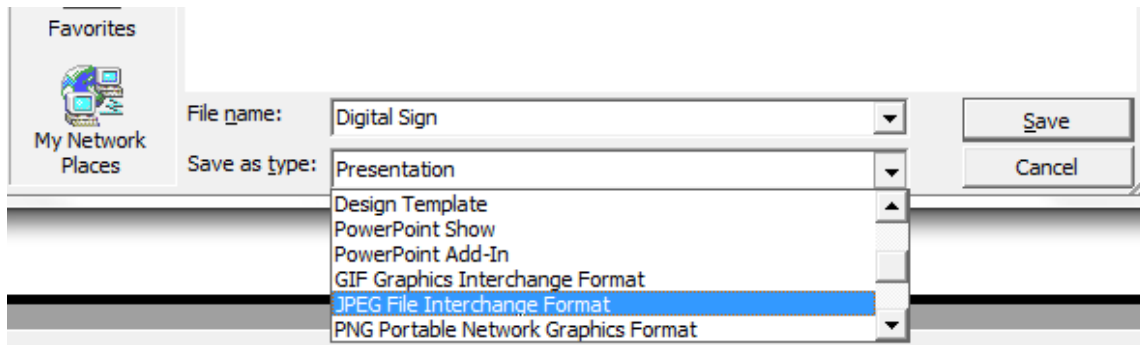 Favorites
My Network
Places
File name:
Digital Sign
Save
Save as type:
Presentation
Cancel
Design Template
PowerPoint Show
PowerPoint Add-In
GIF Graphics Interchange Format
JPEG File Interchange Format
PNG Portable Network Graphics Format